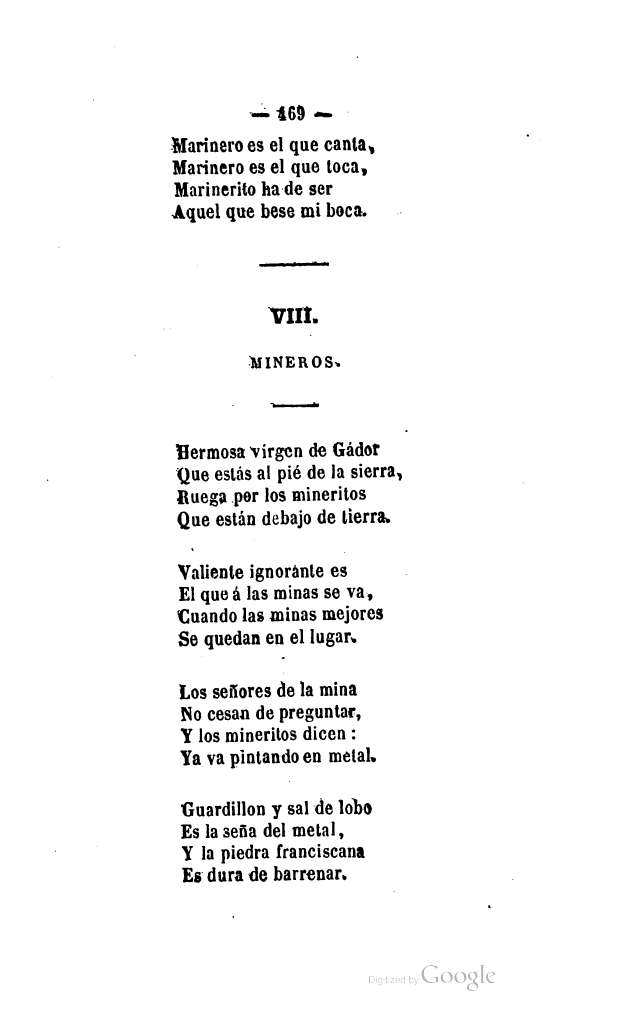 — 469 —
Marinero es el que canta,
Marinero es el que toca,
Marinerito ha de ser
Aquel que bese mi boca.
VIII.
MINEROS.
Hermosa virgen de Gádor
Que estás al pié de la sierra,
Ruega por los mineritos
Que están debajo de tierra.
Valiente ignorante es
El que á las minas se va,
Cuando las minas mejores
Se quedan en el lugar.
Los señores de la mina
No cesan de preguntar,
Y los mineritos dicen :
Ya va pintando en metal.
Guardillon y sal de lobo
Es la seña del metal,
Y la piedra franciscana
Es dura de barrenar.
Digitized by Google